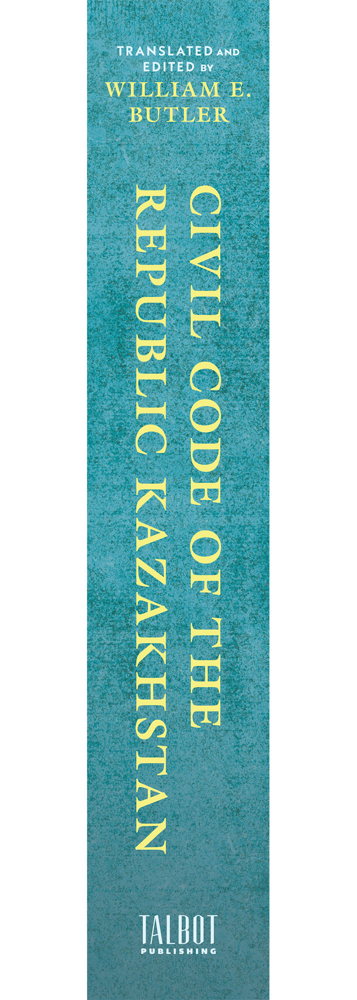 TRANSLATED AND
EDITED BY
WILLIAM E.
BUTLER
CIVIL CODE OF THE
REPUBLIC KAZAKHSTAN
TALBOT
PUBLISHING